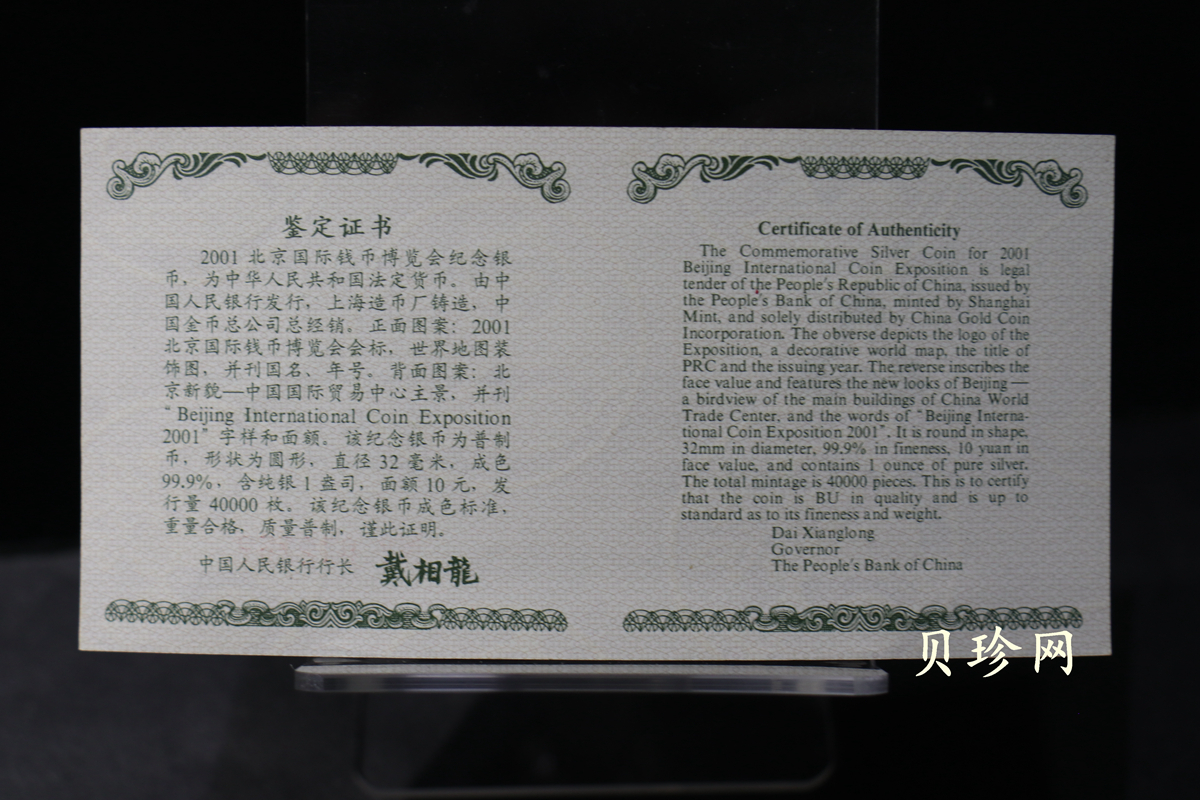 鉴定证书
2001 北京国际钱币博览会纪念银
币，为中华人民共和国法定货币。由中
国人民银行发行，上海造币厂铸造，中
国金币总公司总经销。正面图案：2001
北京国际钱币博览会会标，世界地图装
饰图，并刊国名、年号。背面图案：北
京新貌—中国国际贸易中心主景，并刊
“Beijing International Coin Exposition
2001”字样和面额。该纪念银币为普制
币，形状为圆形，直径 32 毫米，成色
99.9%，含纯银 1 盎司，面额 10 元，发
行量 40000 枚。该纪念银币成色标准，
重量合格，质量普制，谨此证明。
中国人民银行行长 戴相龍
Certificate of Authenticity
The Commemorative Silver Coin for 2001
Beijing International Coin Exposition is legal
tender of the People's Republic of China, issued by
the People's Bank of China, minted by Shanghai
Mint, and solely distributed by China Gold Coin
Incorporation. The obverse depicts the logo of the
Exposition, a decorative world map, the title of
PRC and the issuing year. The reverse inscribes the
face value and features the new looks of Beijing —
a birdview of the main buildings of China World
Trade Center, and the words of “Beijing Interna-
tional Coin Exposition 2001”. It is round in shape,
32mm in diameter, 99.9% in fineness, 10 yuan in
face value, and contains 1 ounce of pure silver.
The total mintage is 40000 pieces. This is to certify
that the coin is BU in quality and is up to
standard as to its fineness and weight.
Dai Xianglong
Governor
The People's Bank of China
贝珍网